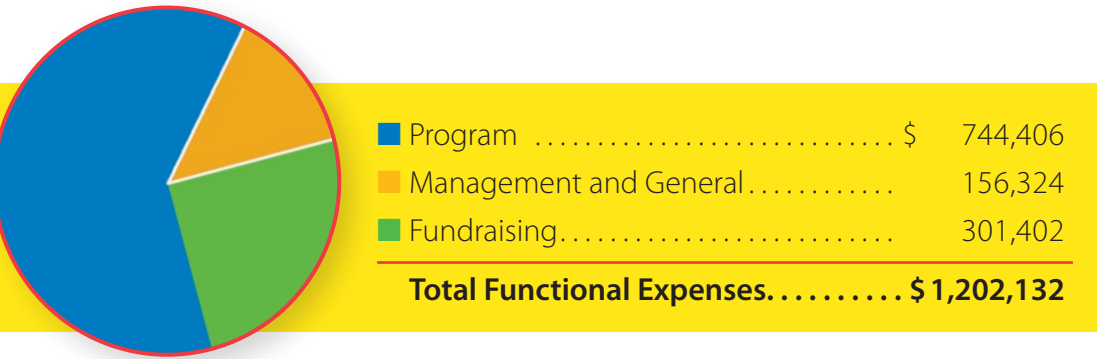 Program ............................. $ 744,406
Management and General............ 156,324
Fundraising........................... 301,402
Total Functional Expenses.......... $ 1,202,132